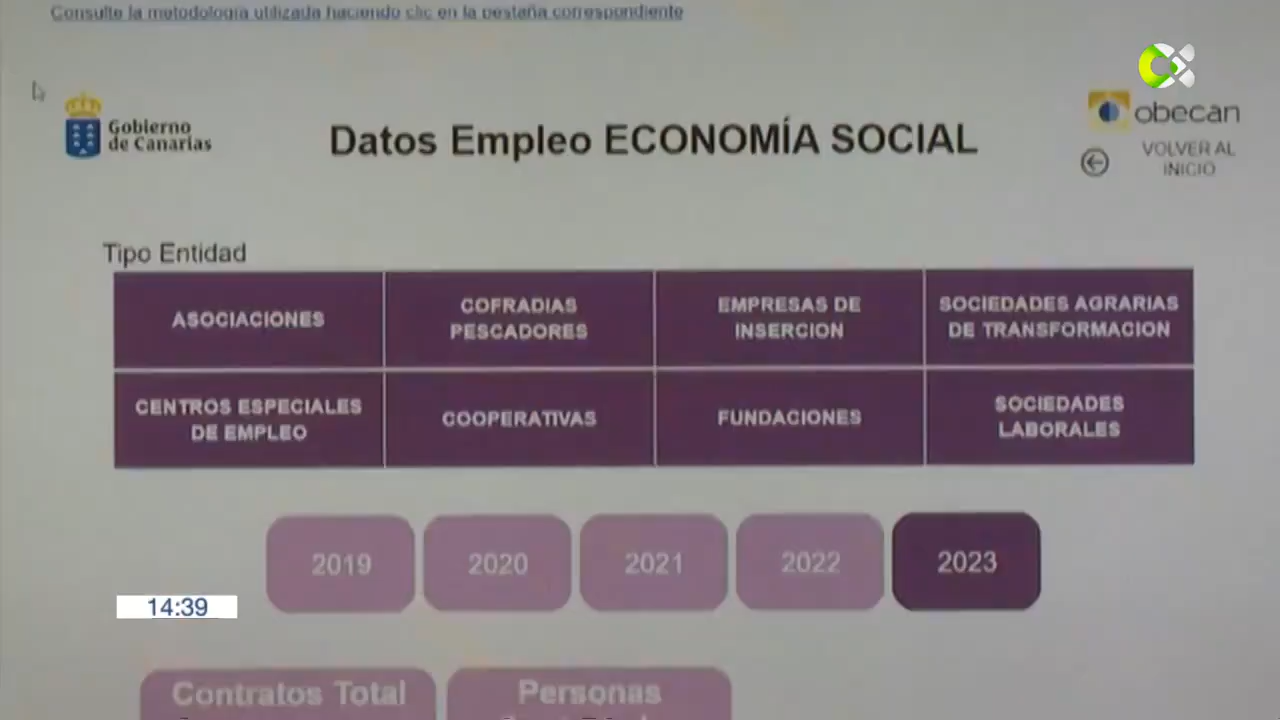 Consulte la metodología utilizada haciendo clic en la pestaña correspondiente
Gobierno
de Canarias
Datos Empleo ECONOMÍA SOCIAL
obecan
VOLVER AL
INICIO
Tipo Entidad
ASOCIACIONES
COFRADIAS
PESCADORES
EMPRESAS DE
INSERCION
SOCIEDADES AGRARIAS
DE TRANSFORMACION
CENTROS ESPECIALES
DE EMPLEO
COOPERATIVAS
FUNDACIONES
SOCIEDADES
LABORALES
2019
2020
2021
2022
2023
14:39
Contratos Total
Personas